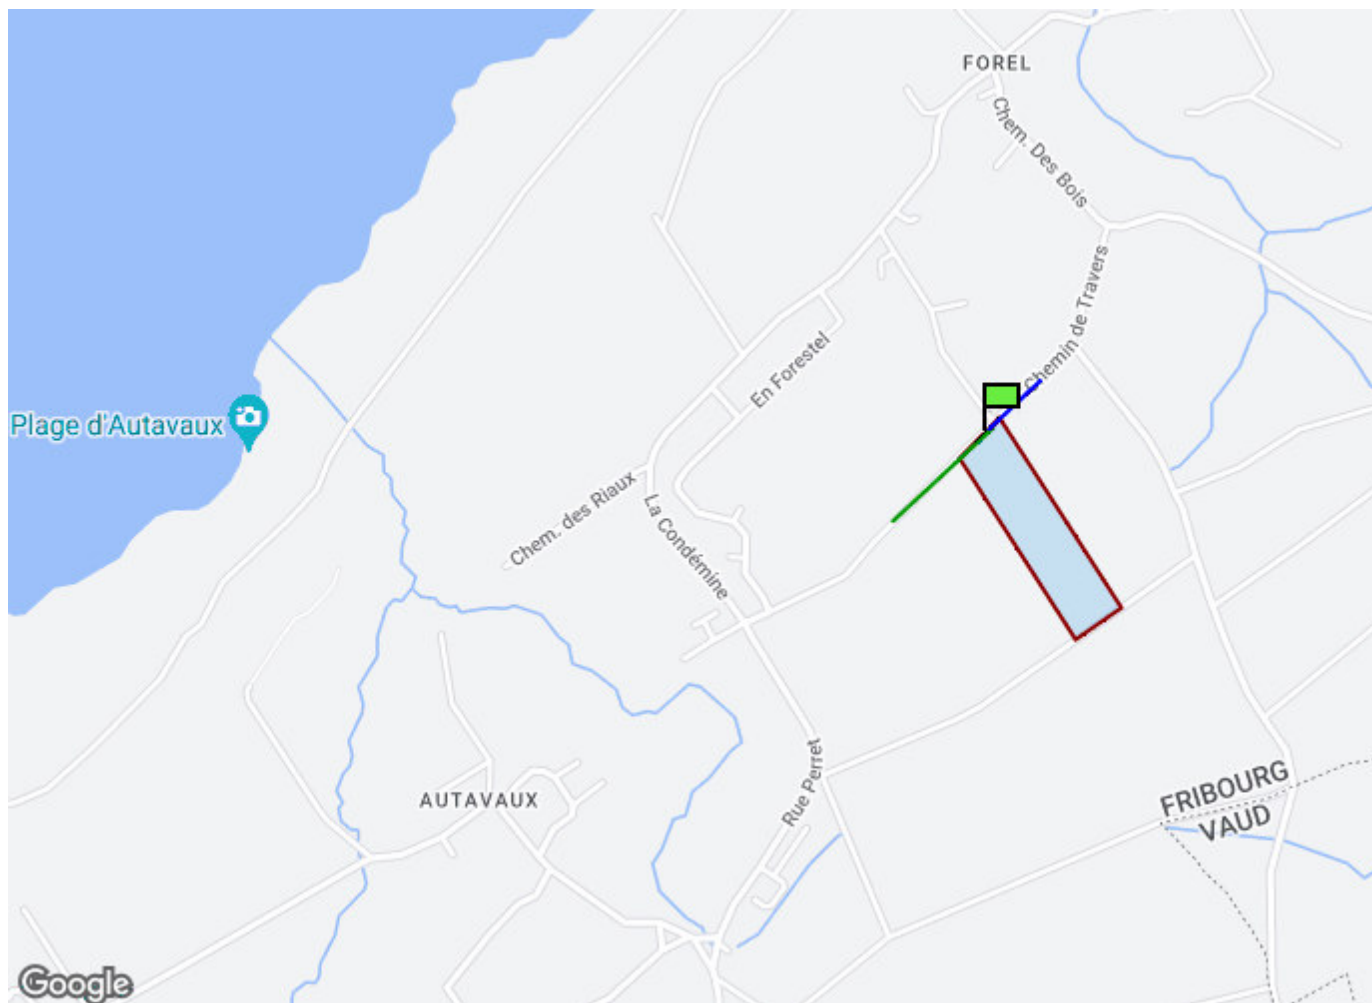 FOREL
Chem. Des Bois
Chemin de Travers
En Forestel
Plage d'Autavaux
Chem. des Riaux
La Condémine
Rue Perret
FRIBOURG
VAUD
AUTAVAUX
Google